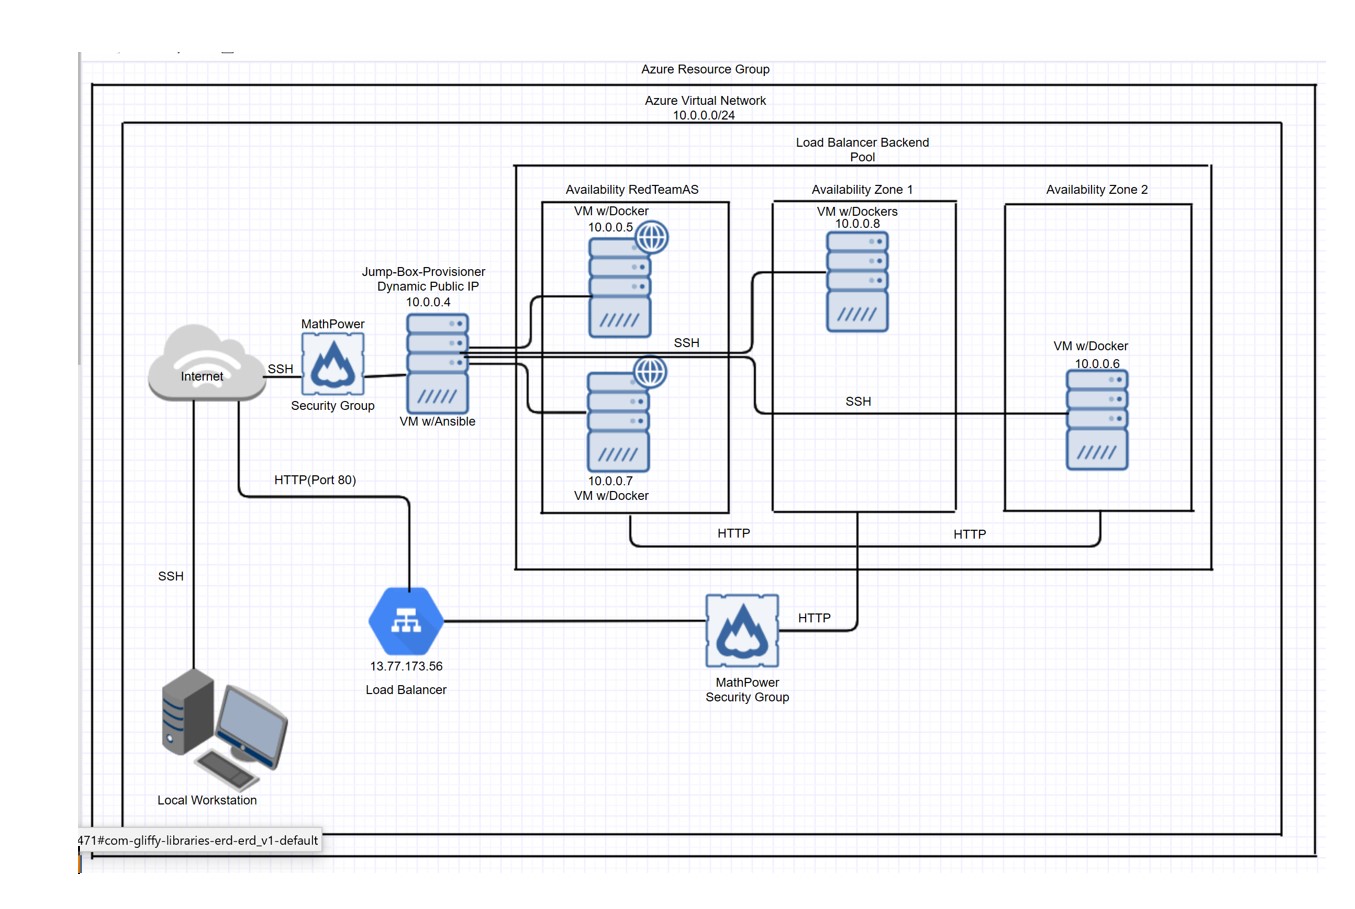 Azure Resource Group
Azure Virtual Network
10.0.0.0/24
Load Balancer Backend
Pool
Availability RedTeamAS
Availability Zone 1
Availability Zone 2
VM w/Docker
10.0.0.5
VM w/Dockers
10.0.0.8
Jump-Box-Provisioner
Dynamic Public IP
10.0.0.4
MathPower
SSH
VM w/Docker
10.0.0.6
Internet
SSH
Security Group
VM w/Ansible
SSH
10.0.0.7
VM w/Docker
HTTP(Port 80)
HTTP
HTTP
SSH
HTTP
13.77.173.56
Load Balancer
MathPower
Security Group
Local Workstation
471#com-gliffy-libraries-erd-erd_v1-default